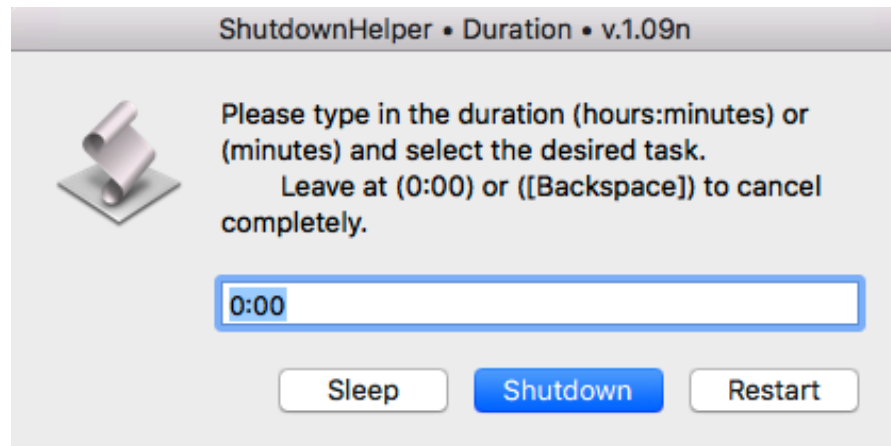 ShutdownHelper • Duration • v.1.09n
Please type in the duration (hours:minutes) or
(minutes) and select the desired task.
Leave at (0:00) or ([Backspace]) to cancel
completely.
0:00
Sleep Shutdown Restart